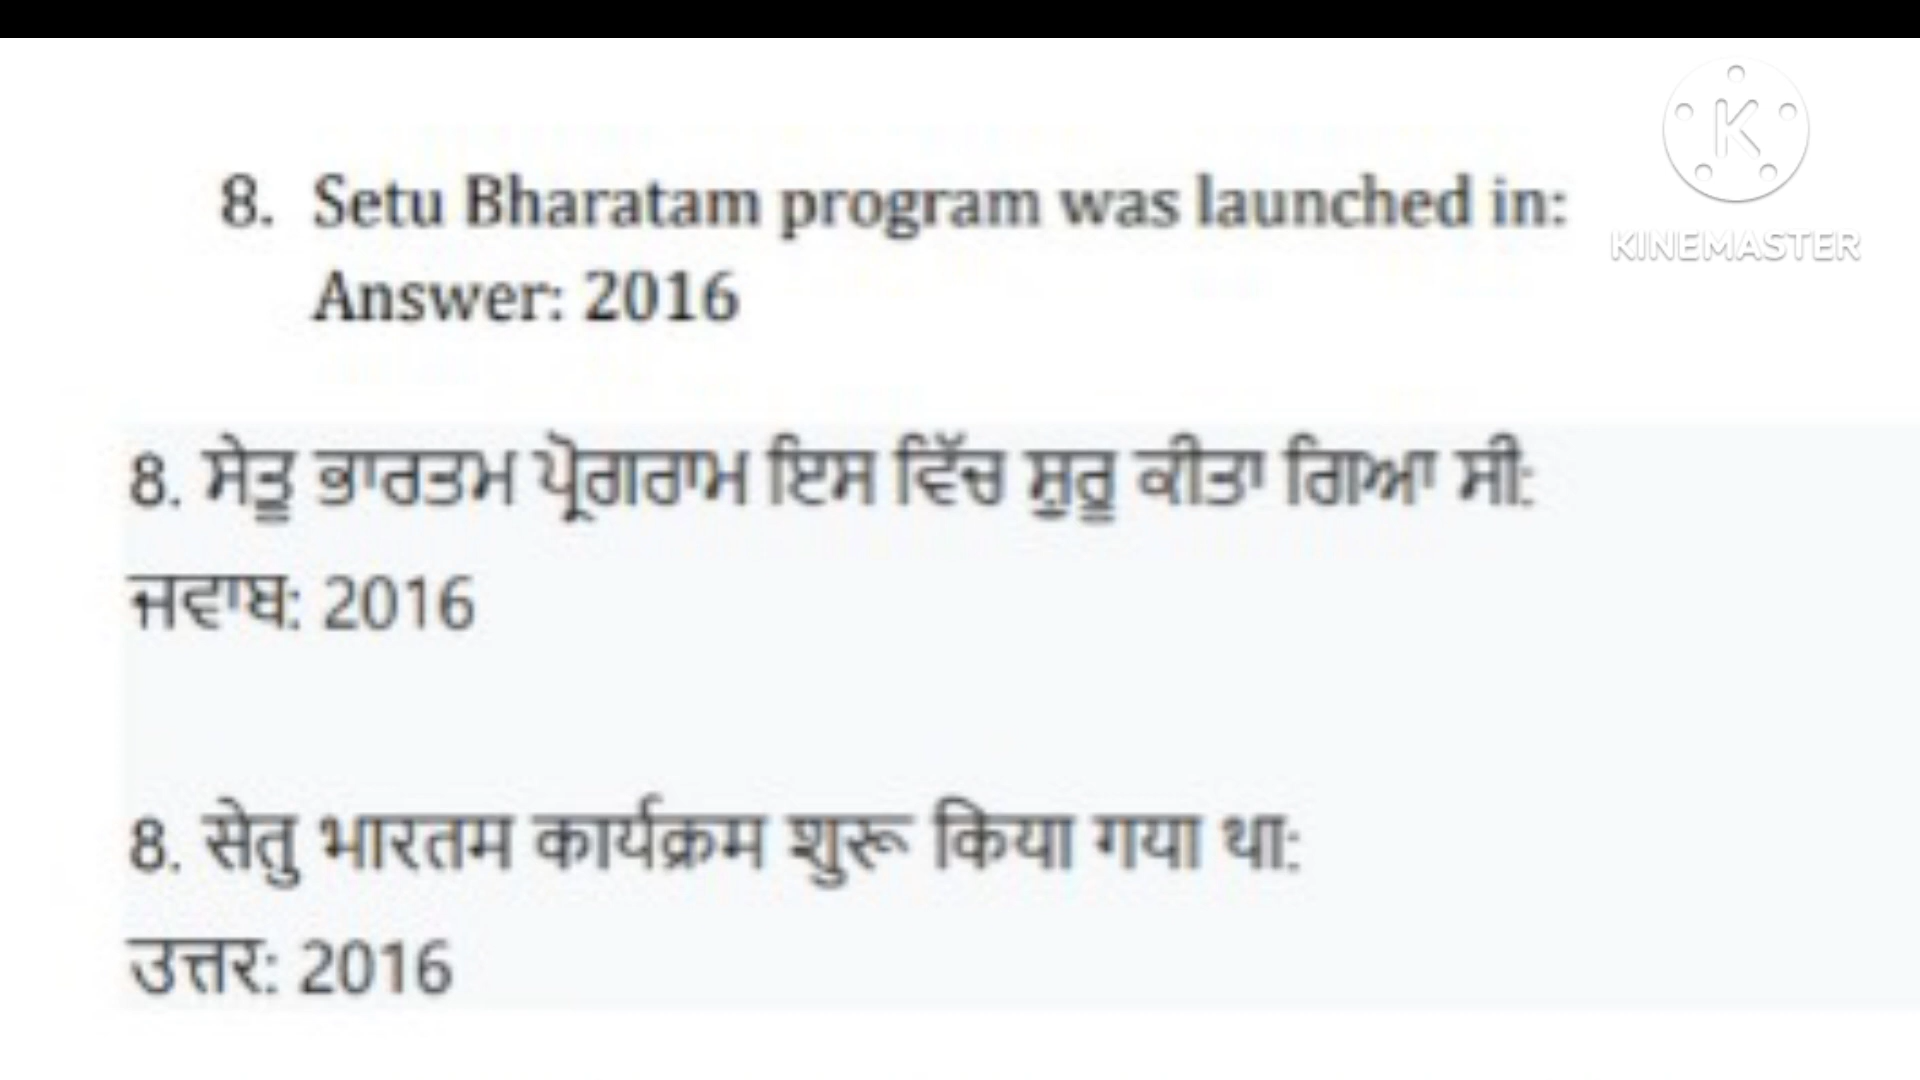 8. Setu Bharatam program was launched in:
Answer: 2016
KINEMASTER
8. ਸੇਤੂ ਭਾਰਤਮ ਪ੍ਰੋਗਰਾਮ ਇਸ ਵਿੱਚ ਸ਼ੁਰੂ ਕੀਤਾ ਗਿਆ ਸੀ:
ਜਵਾਬ: 2016
8. सेतु भारतम कार्यक्रम शुरू किया गया था:
उत्तर: 2016